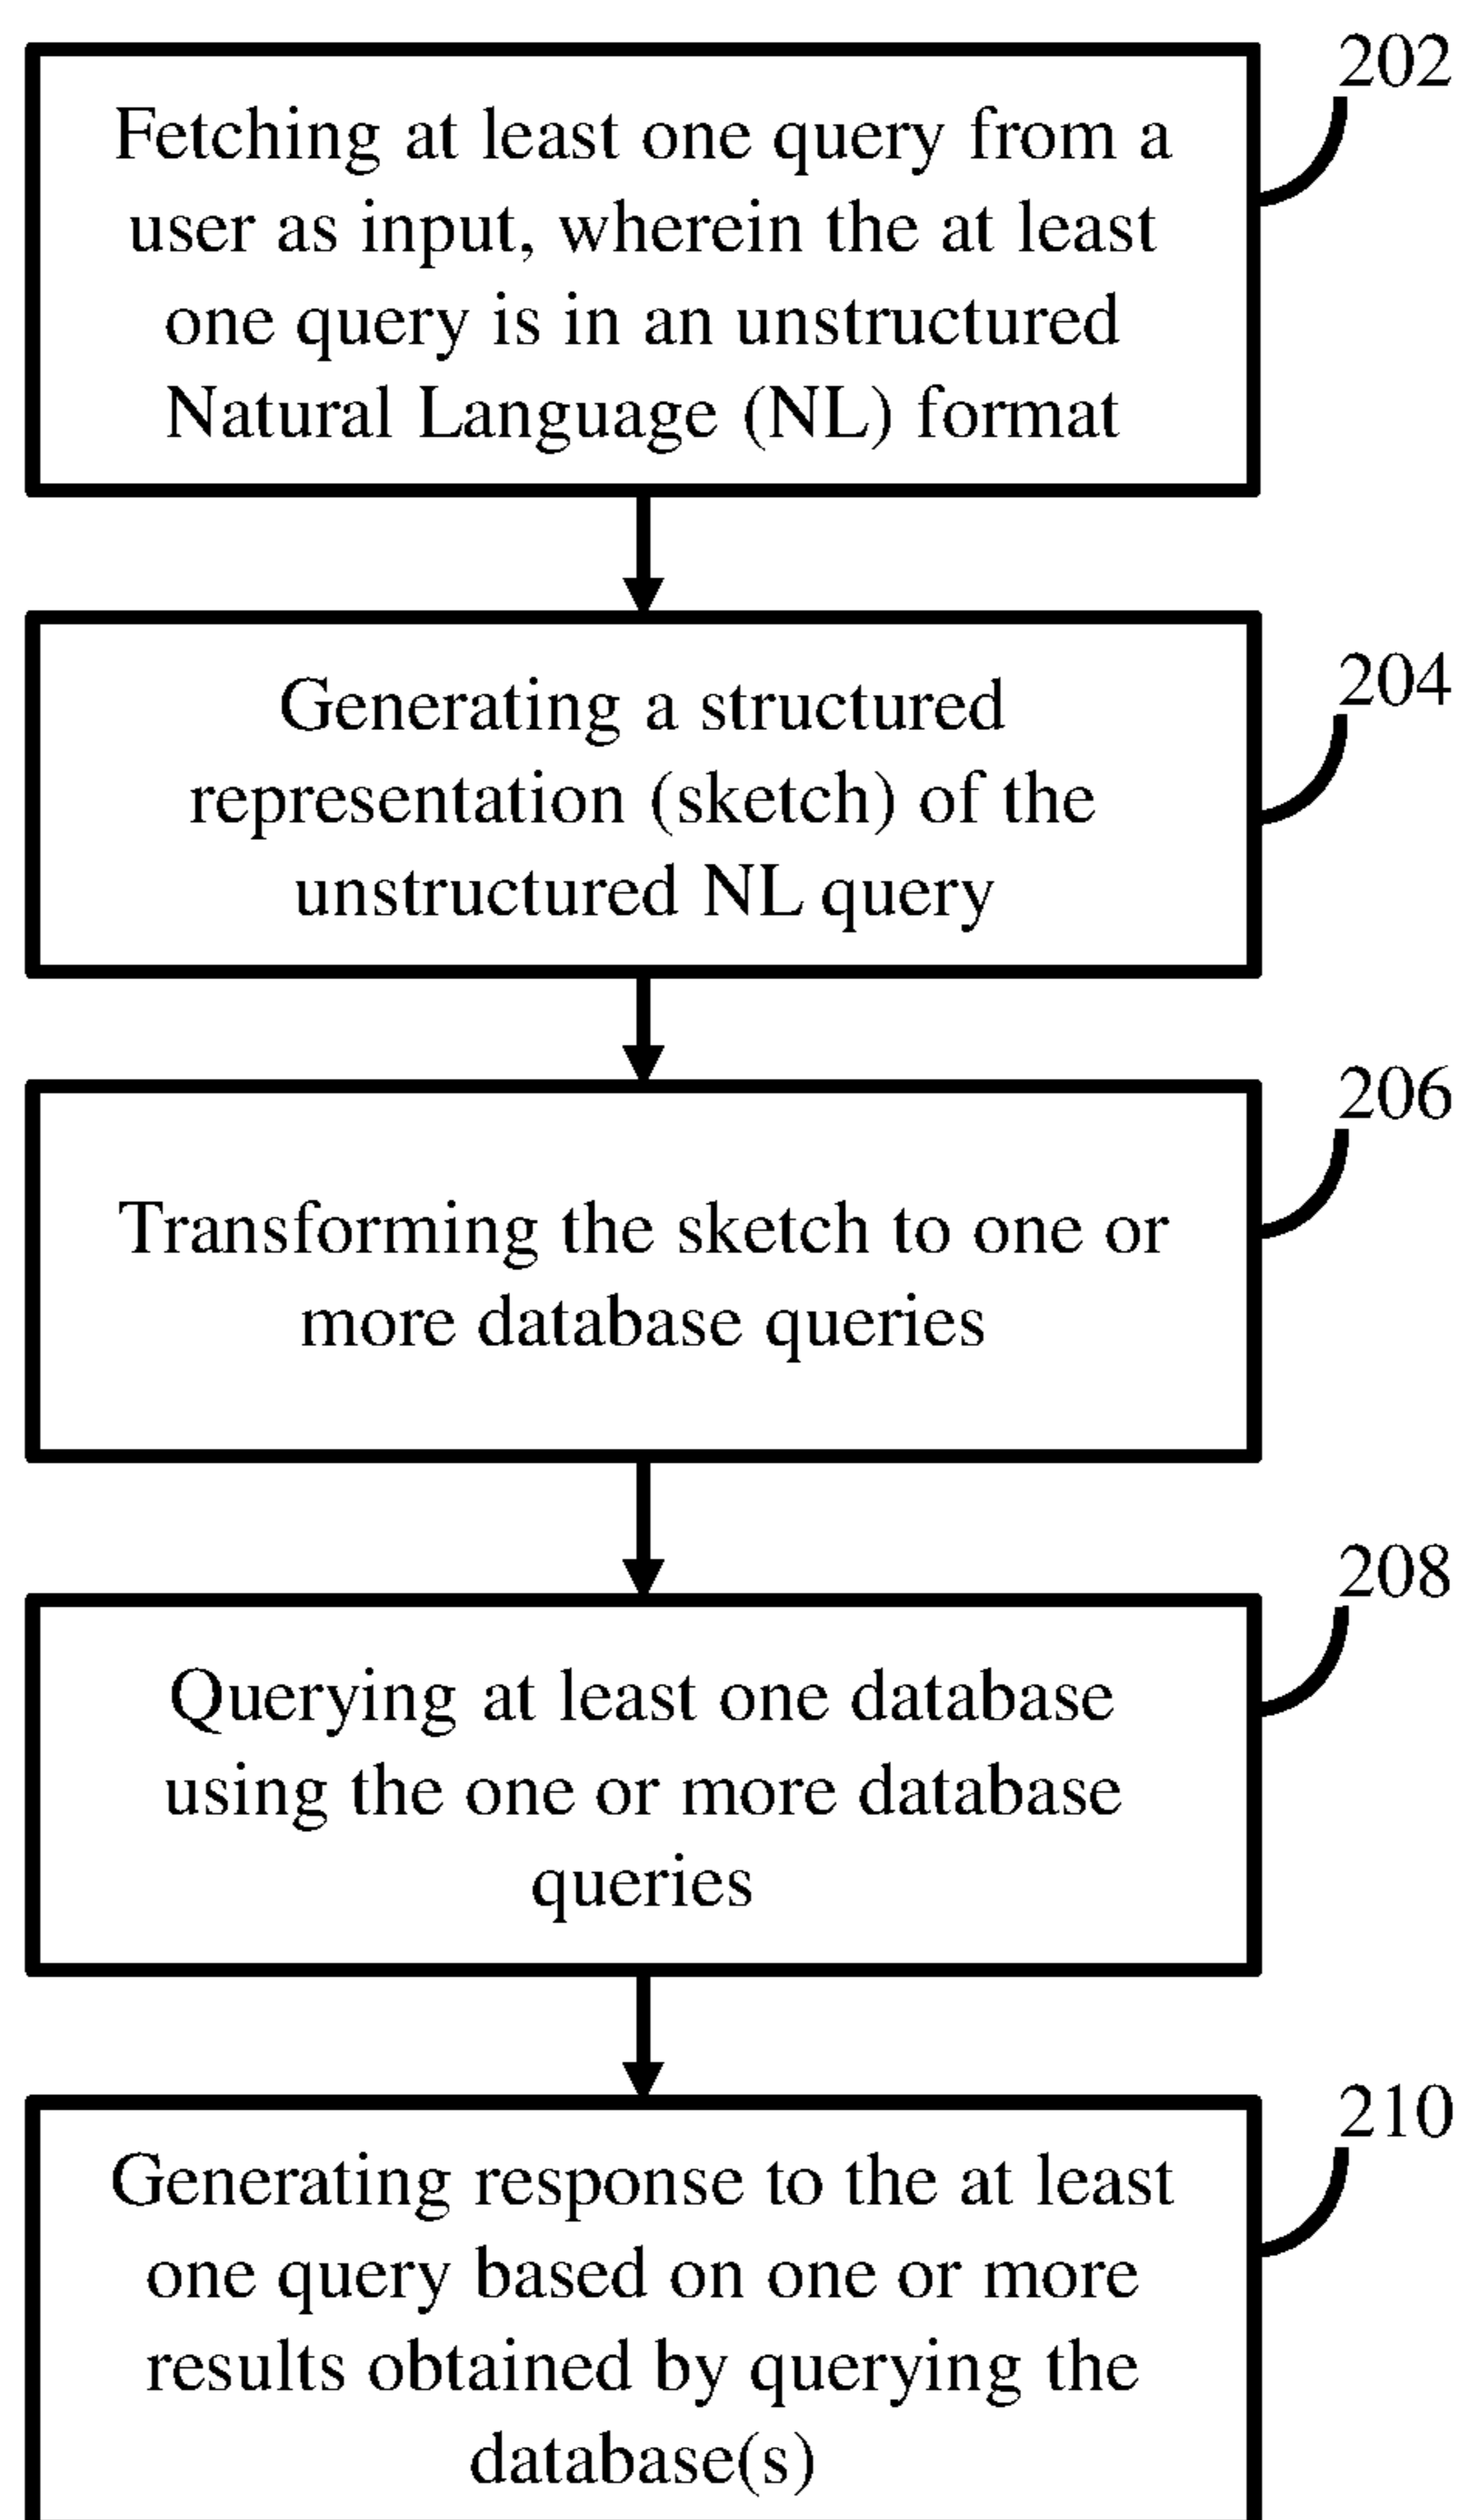 202
Fetching at least one query from a
user as input, wherein the at least
one query is in an unstructured
Natural Language (NL) format
204
Generating a structured
representation (sketch) of the
unstructured NL query
206
Transforming the sketch to one or
more database queries
208
Querying at least one database
using the one or more database
queries
210
Generating response to the at least
one query based on one or more
results obtained by querying the
database(s)